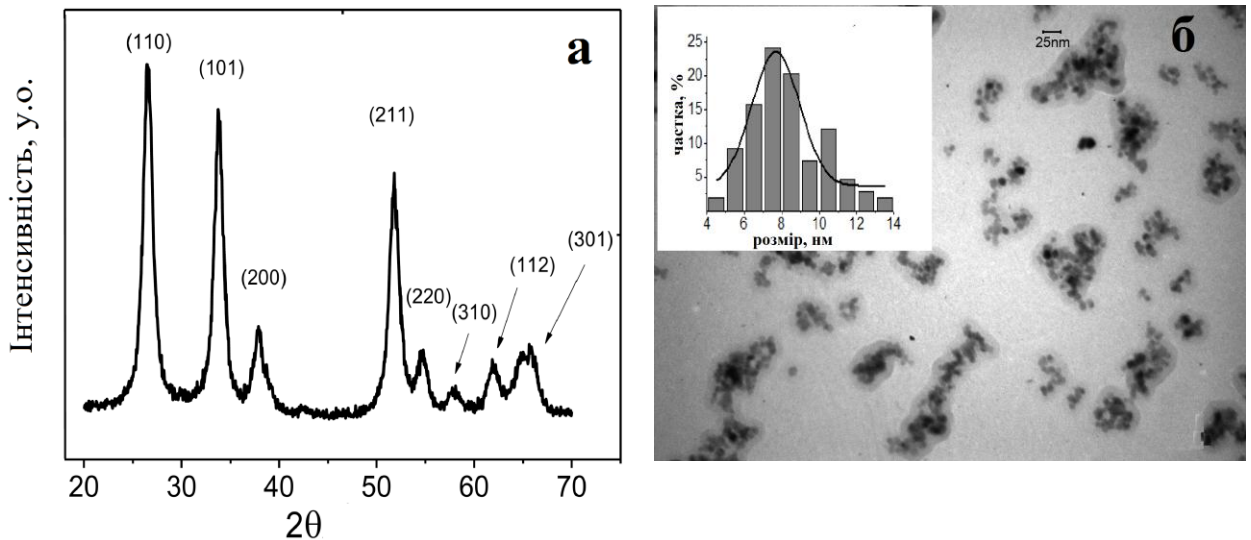 Інтенсивність, у.о.
(110)
(101)
(200)
(211)
(220)
(310)
(112)
(301)
а
20 30 40 50 60 70
2θ
25nm
б
частка, %
25
20
15
10
5
4 6 8 10 12 14
розмір, нм